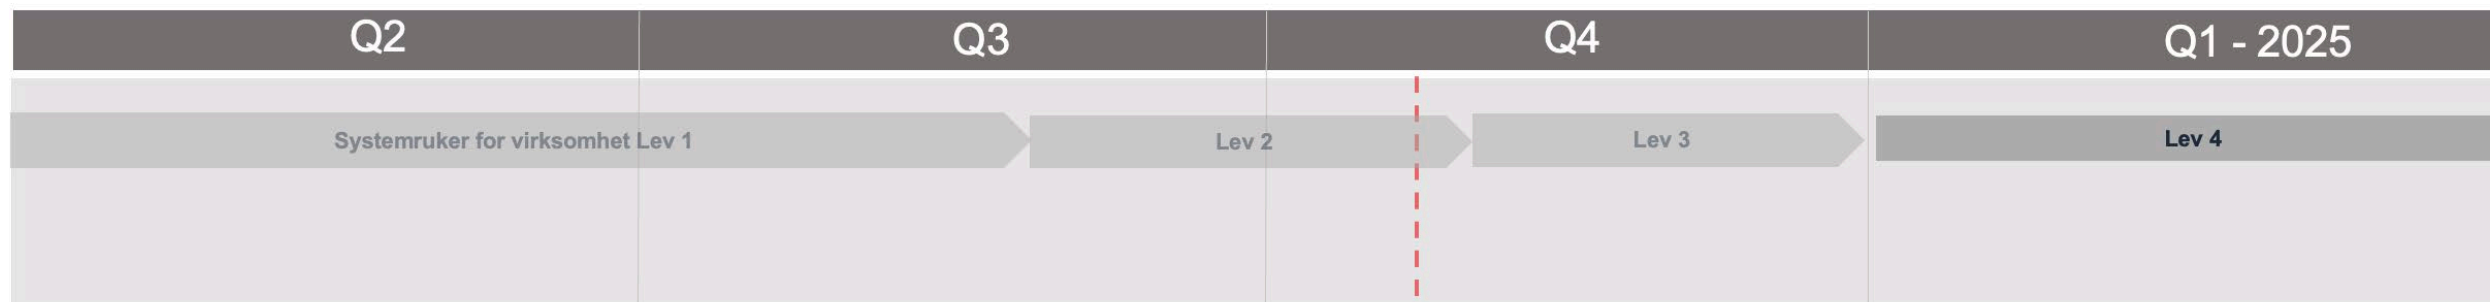 Q2
Q3
Q4
Q1 - 2025
Systemruker for virksomhet Lev 1
Lev 2
Lev 3
Lev 4